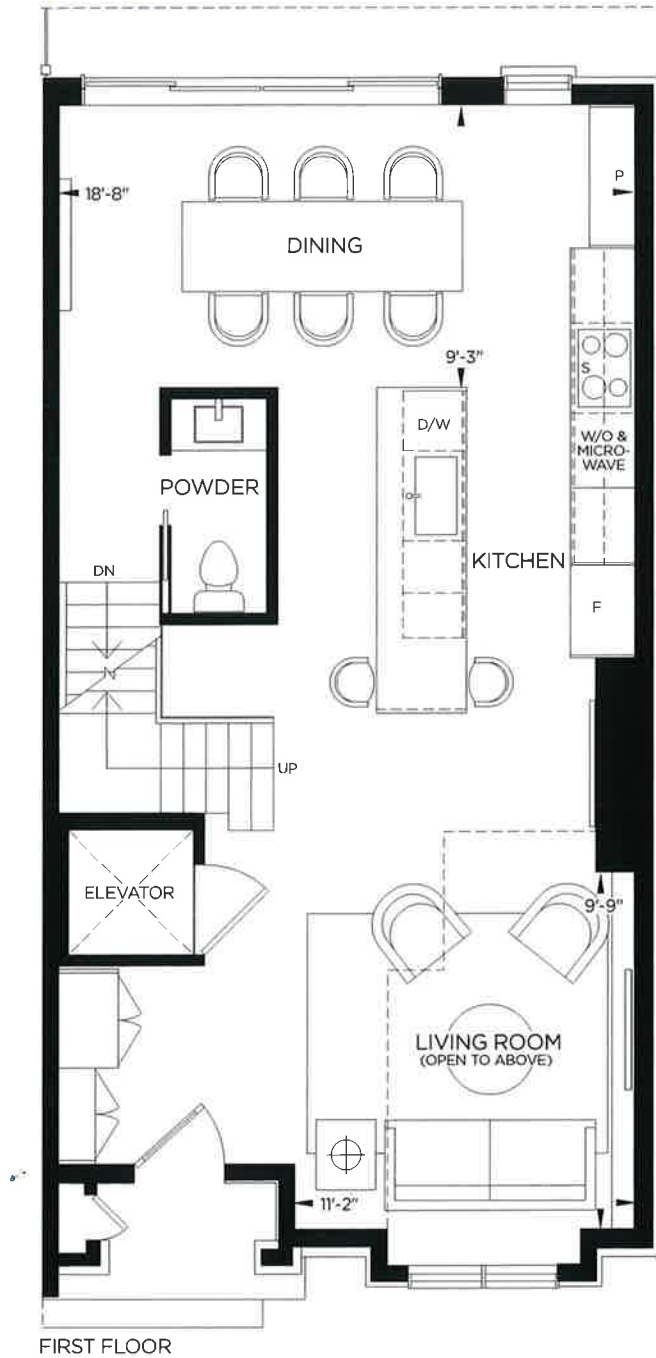 P
18'-8"
DINING
9'-3"
S
D/W
W/O &
MICRO-
WAVE
POWDER
KITCHEN
DN
F
UP
ELEVATOR
9'-9"
LIVING ROOM
(OPEN TO ABOVE)
11'-2"
FIRST FLOOR